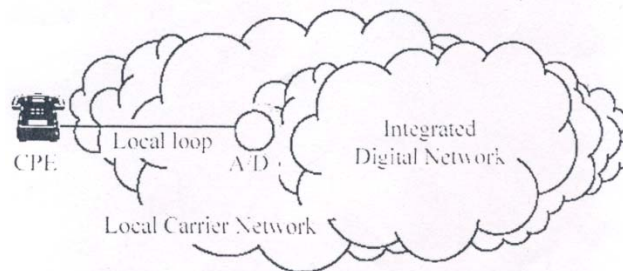 Local loop
CPE
A/D
Integrated
Digital Network
Local Carrier Network